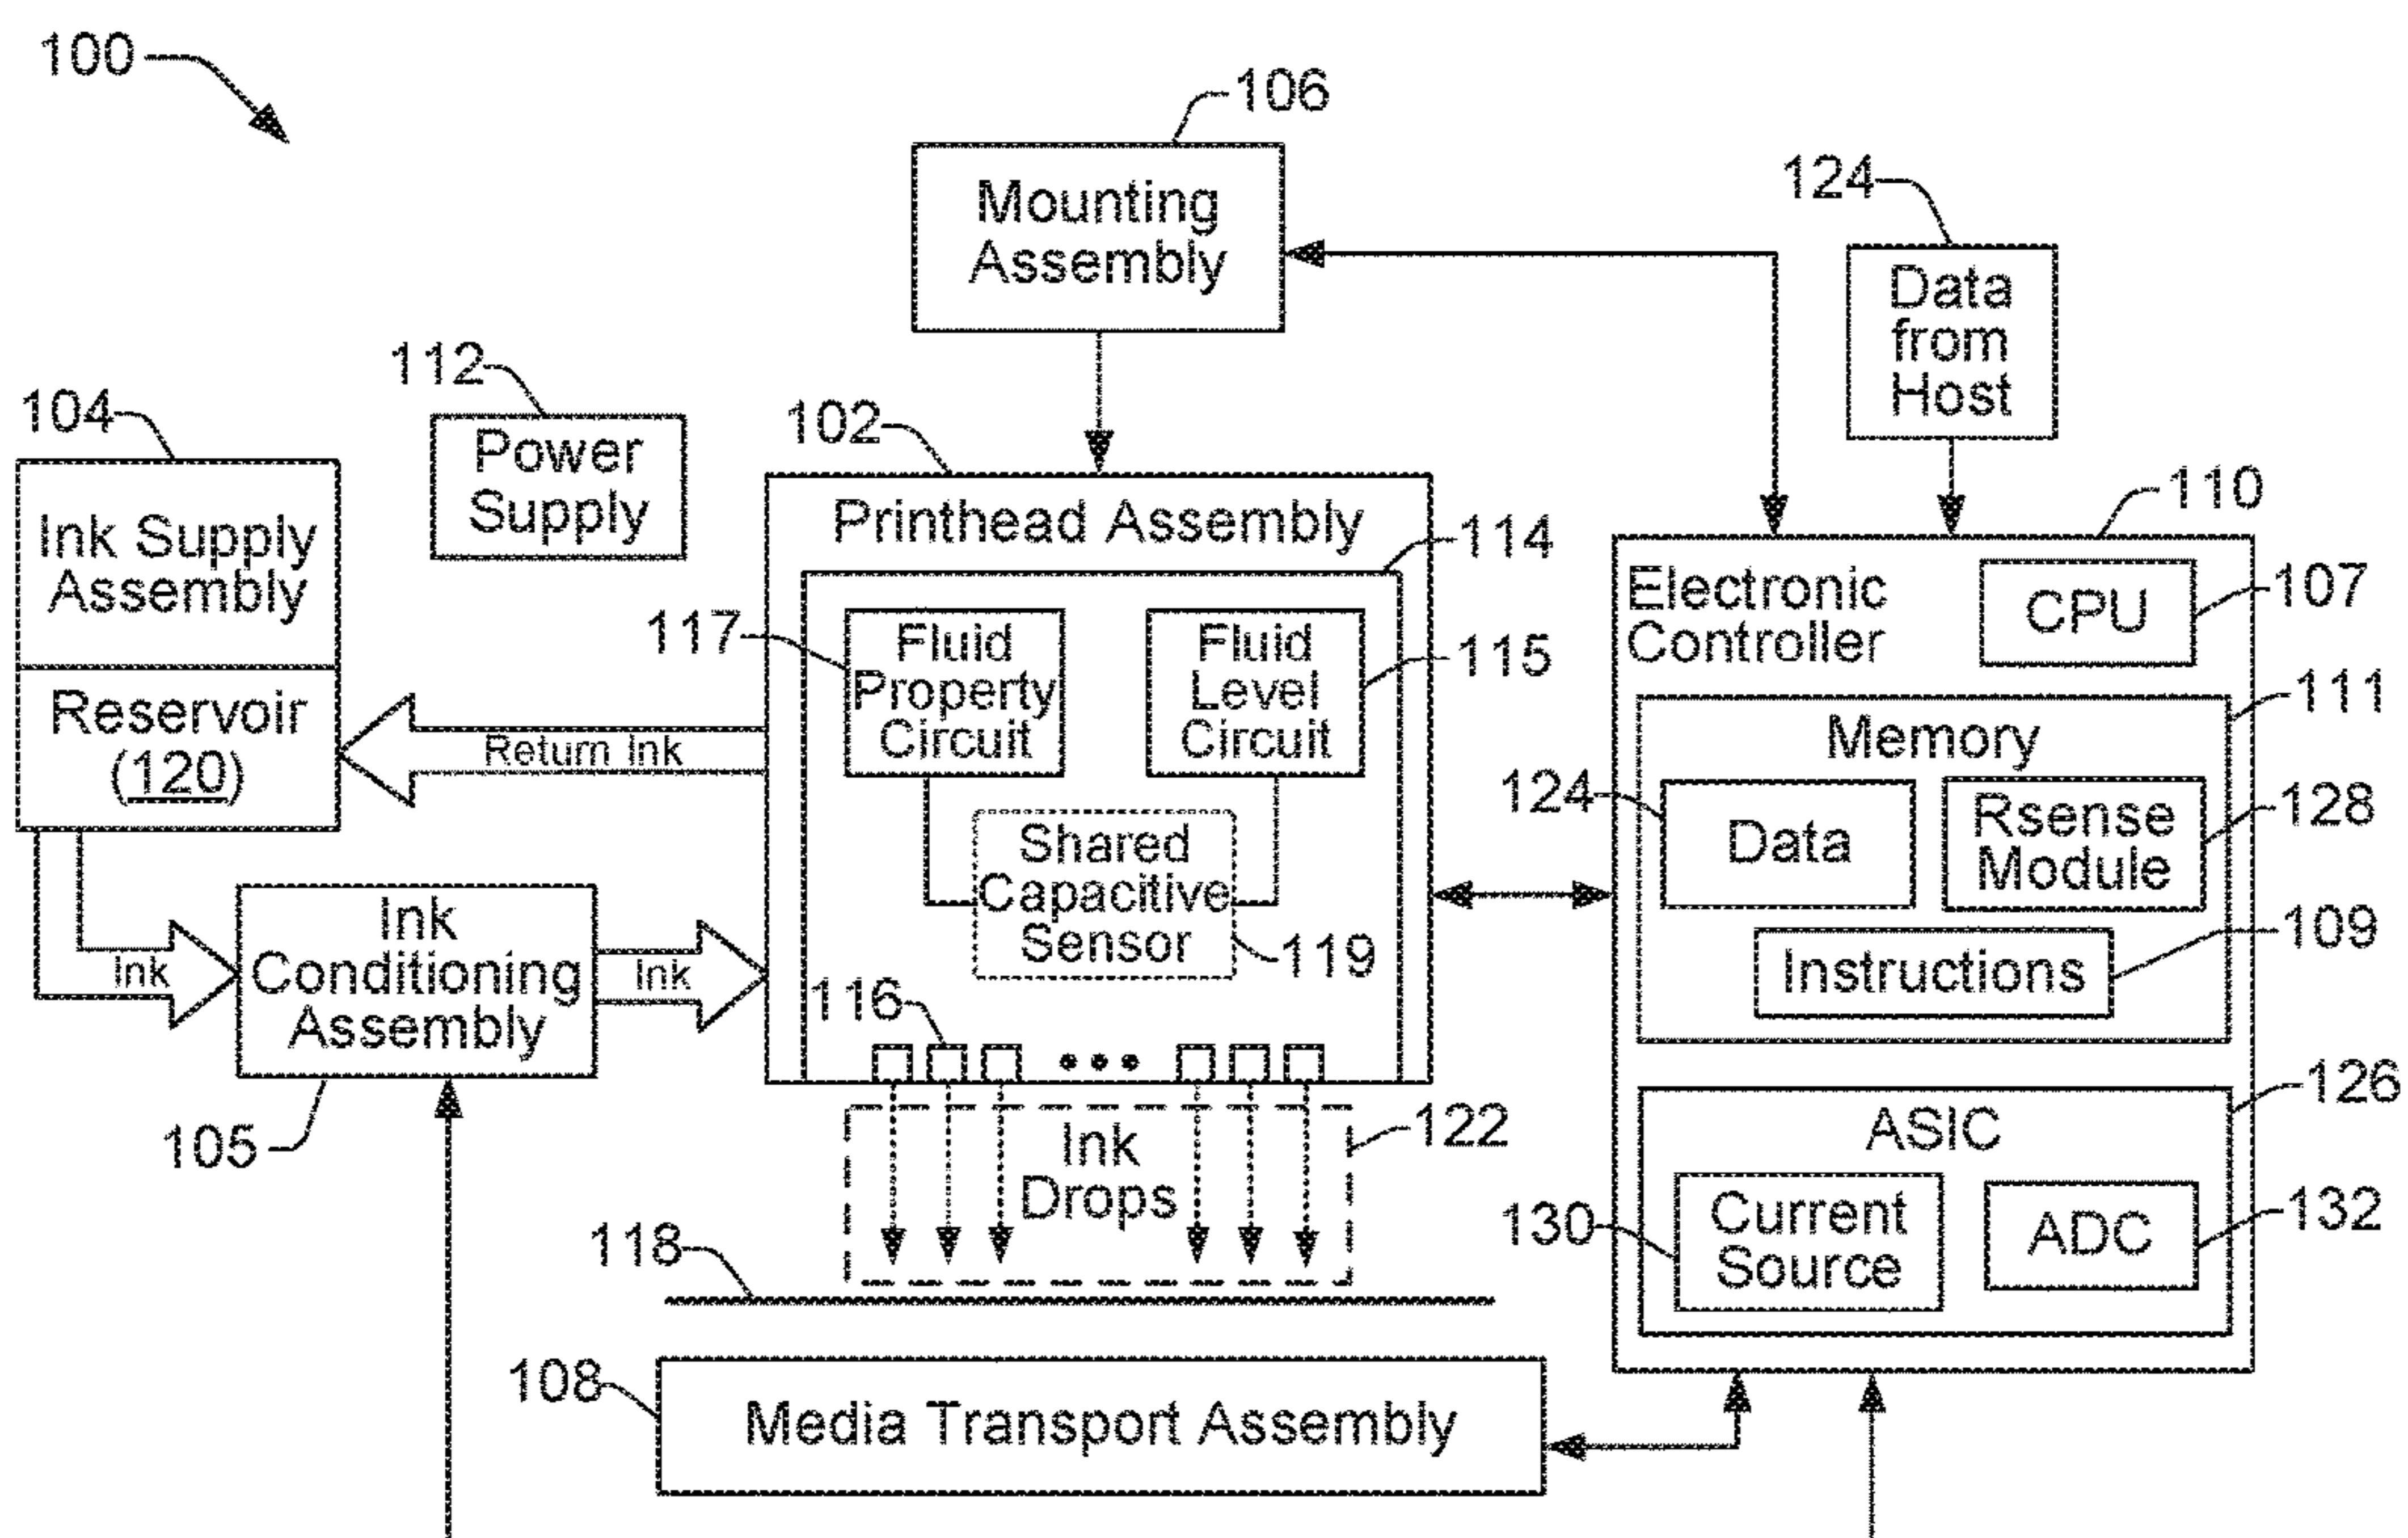 100
106
Mounting
Assembly
124
Data
from
Host
112
Power
Supply
104
Ink Supply
Assembly
Reservoir
(120)
102
Printhead Assembly
114
117
Fluid
Property
Circuit
Fluid
Level
Circuit
115
Return Ink
Shared
Capacitive
Sensor
119
116
Ink
Ink
Conditioning
Assembly
105
Ink
Ink
Drops
122
118
108
Media Transport Assembly
110
Electronic
Controller
CPU
107
111
Memory
124
Data
Rsense
Module
128
Instructions
109
126
ASIC
130
Current
Source
ADC
132